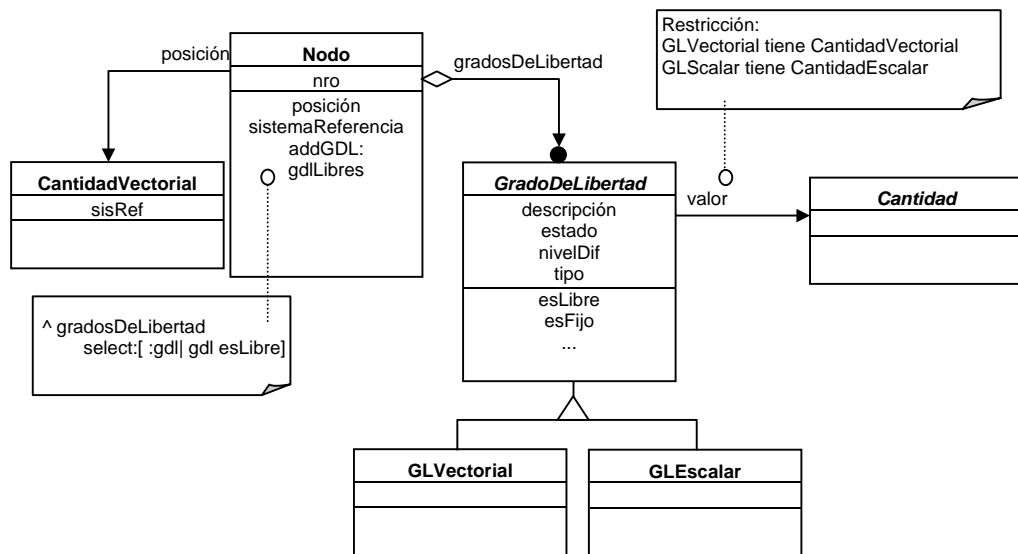 posición
Nodo
nro
posición
sistemaReferencia
addGDL:
gdlLibres
gradosDeLibertad
Restricción:
GLVectorial tiene CantidadVectorial
GLScalar tiene CantidadEscalar
CantidadVectorial
sisRef
GradoDeLibertad
descripción
estado
nivelDif
tipo
esLibre
esFijo
...
valor
Cantidad
^ gradosDeLibertad
select:[ :gdl| gdl esLibre]
GLVectorial
GLEscalar